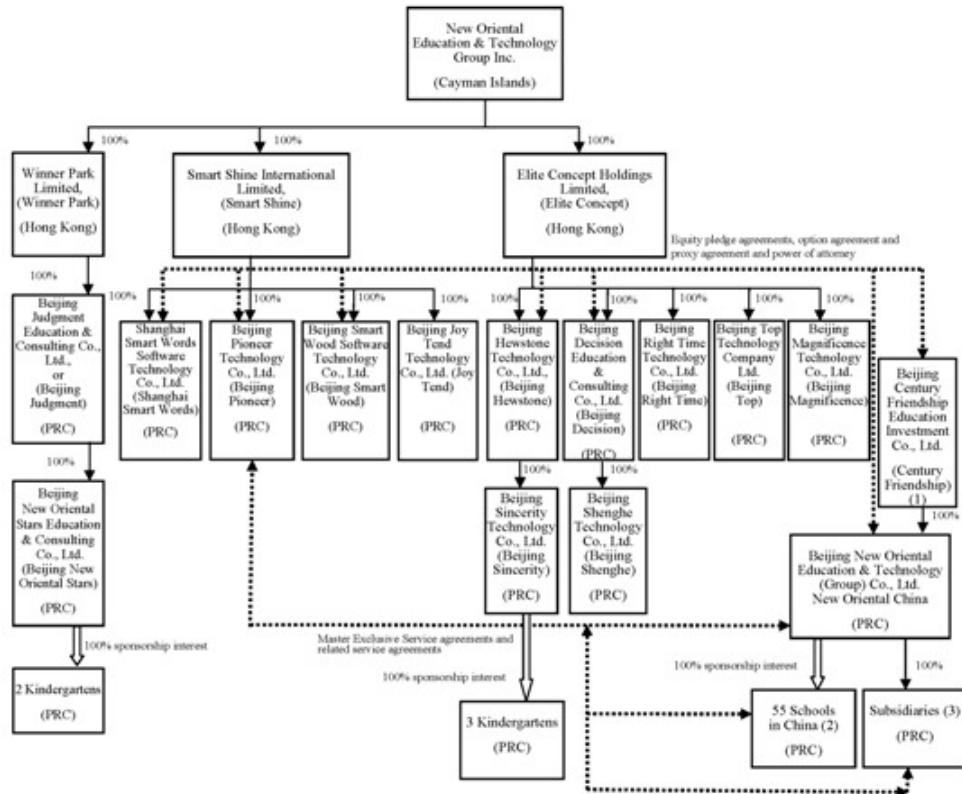 New Oriental
Education & Technology
Group Inc.
(Cayman Islands)
100%
100%
100%
Winner Park
Limited,
(Winner Park)
(Hong Kong)
Smart Shine International
Limited,
(Smart Shine)
(Hong Kong)
Elite Concept Holdings
Limited,
(Elite Concept)
(Hong Kong)
Equity pledge agreements, option agreement and
proxy agreement and power of attorney
100%
100%
100%
100%
100%
100%
100%
100%
100%
100%
Beijing
Judgment
Education &
Consulting Co.,
Ltd.,
or
(Beijing
Judgment)
(PRC)
Shanghai
Smart Words
Software
Technology
Co., Ltd.
(Shanghai
Smart Words)
(PRC)
Beijing
Pioneer
Technology
Co., Ltd.
(Beijing
Pioneer)
(PRC)
Beijing Smart
Wood Software
Technology
Co., Ltd.
(Beijing Smart
Wood)
(PRC)
Beijing Joy
Tend
Technology
Co., Ltd. (Joy
Tend)
(PRC)
Beijing
Hewstone
Technology
Co., Ltd.,
(Beijing
Hewstone)
(PRC)
Beijing
Decision
Education
&
Consulting
Co., Ltd.
(Beijing
Decision)
(PRC)
Beijing
Right Time
Technology
Co., Ltd.
(Beijing
Right Time)
(PRC)
Beijing Top
Technology
Company
Ltd.
(Beijing
Top)
(PRC)
Beijing
Magnificence
Technology
Co., Ltd.
(Beijing
Magnificence)
(PRC)
Beijing
Century
Friendship
Education
Investment
Co., Ltd.
(Century
Friendship)
(1)
100%
100%
100%
100%
Beijing
New Oriental
Stars Education
& Consulting
Co., Ltd.
(Beijing New
Oriental Stars)
(PRC)
Beijing
Sincerity
Technology
Co., Ltd.
(Beijing
Sincerity)
(PRC)
Beijing
Shenghe
Technology
Co., Ltd.
(Beijing
Shenghe)
(PRC)
Beijing New Oriental
Education & Technology
(Group) Co., Ltd.
New Oriental China
(PRC)
100% sponsorship interest
Master Exclusive Service agreements and
related service agreements
100% sponsorship interest
100% sponsorship interest
100%
2 Kindergartens
(PRC)
3 Kindergartens
(PRC)
55 Schools
in China (2)
(PRC)
Subsidiaries (3)
(PRC)